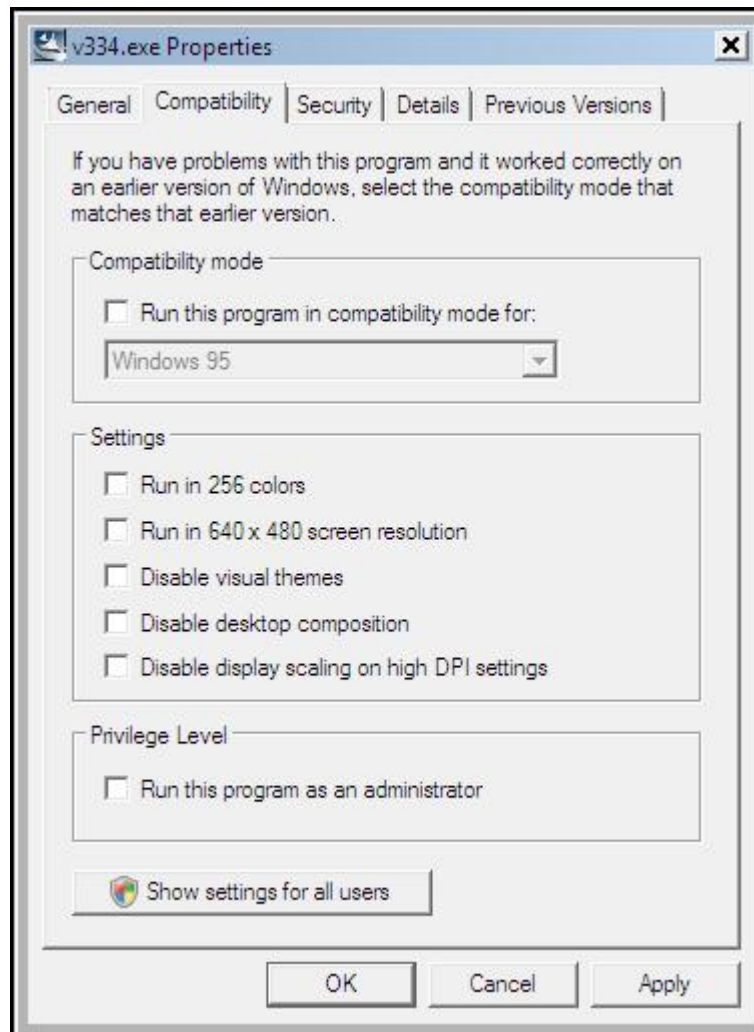 v334.exe Properties
General Compatibility Security Details Previous Versions
If you have problems with this program and it worked correctly on
an earlier version of Windows, select the compatibility mode that
matches that earlier version.
Compatibility mode
Run this program in compatibility mode for:
Windows 95
Settings
Run in 256 colors
Run in 640 x 480 screen resolution
Disable visual themes
Disable desktop composition
Disable display scaling on high DPI settings
Privilege Level
Run this program as an administrator
Show settings for all users
OK Cancel Apply